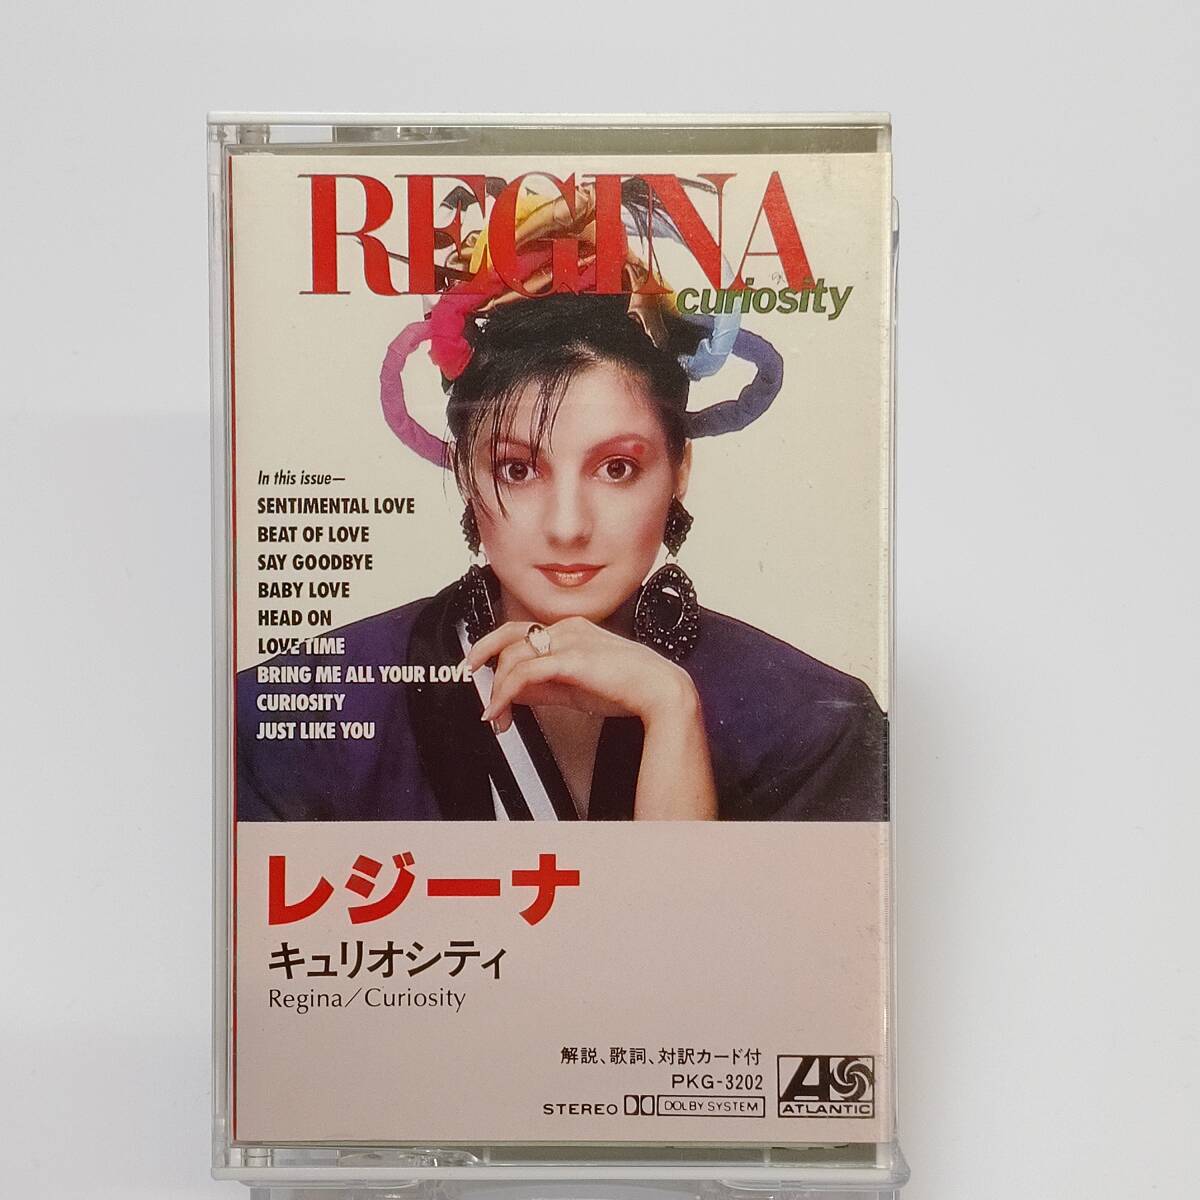 REGINA
curiosity
In this issue—
SENTIMENTAL LOVE
BEAT OF LOVE
SAY GOODBYE
BABY LOVE
HEAD ON
LOVE TIME
BRING ME ALL YOUR LOVE
CURIOSITY
JUST LIKE YOU
レジーナ
キュリオシティ
Regina/Curiosity
解説、歌詞、対訳カード付
PKG-3202
STEREO DOLBY SYSTEM
ATLANTIC